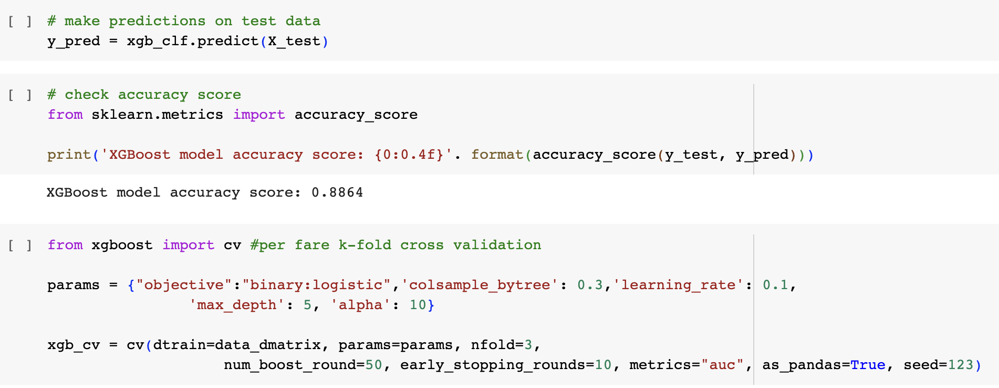 [ ] # make predictions on test data
y_pred = xgb_clf.predict(X_test)
[ ] # check accuracy score
from sklearn.metrics import accuracy_score
print('XGBoost model accuracy score: {0:0.4f}'. format(accuracy_score(y_test, y_pred)))
XGBoost model accuracy score: 0.8864
[ ] from xgboost import cv #per fare k-fold cross validation
params = {"objective":"binary:logistic",'colsample_bytree': 0.3,'learning_rate': 0.1,
'max_depth': 5, 'alpha': 10}
xgb_cv = cv(dtrain=data_dmatrix, params=params, nfold=3,
num_boost_round=50, early_stopping_rounds=10, metrics="auc", as_pandas=True, seed=123)